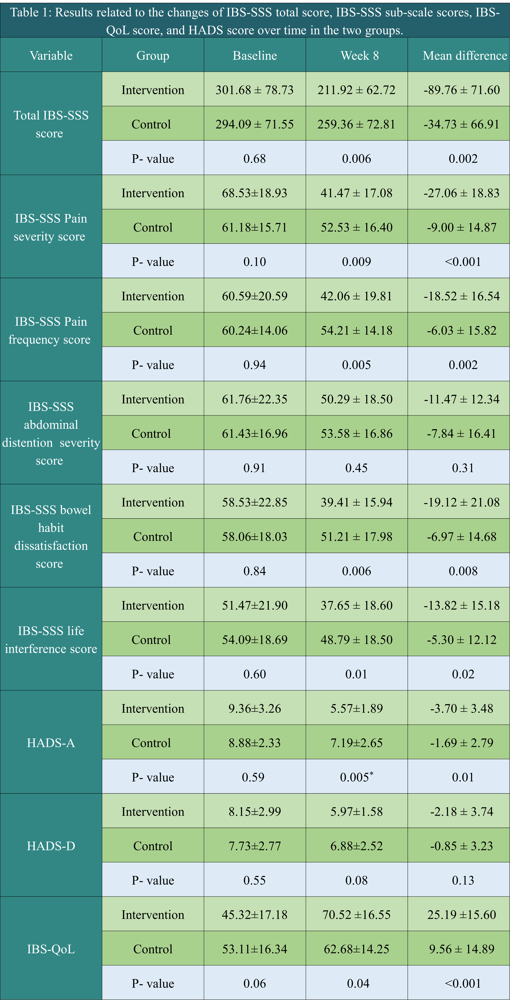 Table 1: Results related to the changes of IBS-SSS total score, IBS-SSS sub-scale scores, IBS-
QoL score, and HADS score over time in the two groups.
Variable Group Baseline Week 8 Mean difference
Total IBS-SSS
score
Intervention 301.68 ± 78.73 211.92 ± 62.72 -89.76 ± 71.60
Control 294.09 ± 71.55 259.36 ± 72.81 -34.73 ± 66.91
P- value 0.68 0.006 0.002
IBS-SSS Pain
severity score
Intervention 68.53±18.93 41.47 ± 17.08 -27.06 ± 18.83
Control 61.18±15.71 52.53 ± 16.40 -9.00 ± 14.87
P- value 0.10 0.009 <0.001
IBS-SSS Pain
frequency score
Intervention 60.59±20.59 42.06 ± 19.81 -18.52 ± 16.54
Control 60.24±14.06 54.21 ± 14.18 -6.03 ± 15.82
P- value 0.94 0.005 0.002
IBS-SSS
abdominal
distention severity
score
Intervention 61.76±22.35 50.29 ± 18.50 -11.47 ± 12.34
Control 61.43±16.96 53.58 ± 16.86 -7.84 ± 16.41
P- value 0.91 0.45 0.31
IBS-SSS bowel
habit
dissatisfaction
score
Intervention 58.53±22.85 39.41 ± 15.94 -19.12 ± 21.08
Control 58.06±18.03 51.21 ± 17.98 -6.97 ± 14.68
P- value 0.84 0.006 0.008
IBS-SSS life
interference score
Intervention 51.47±21.90 37.65 ± 18.60 -13.82 ± 15.18
Control 54.09±18.69 48.79 ± 18.50 -5.30 ± 12.12
P- value 0.60 0.01 0.02
HADS-A
Intervention 9.36±3.26 5.57±1.89 -3.70 ± 3.48
Control 8.88±2.33 7.19±2.65 -1.69 ± 2.79
P- value 0.59 0.005* 0.01
HADS-D
Intervention 8.15±2.99 5.97±1.58 -2.18 ± 3.74
Control 7.73±2.77 6.88±2.52 -0.85 ± 3.23
P- value 0.55 0.08 0.13
IBS-QoL
Intervention 45.32±17.18 70.52 ±16.55 25.19 ±15.60
Control 53.11±16.34 62.68±14.25 9.56 ± 14.89
P- value 0.06 0.04 <0.001